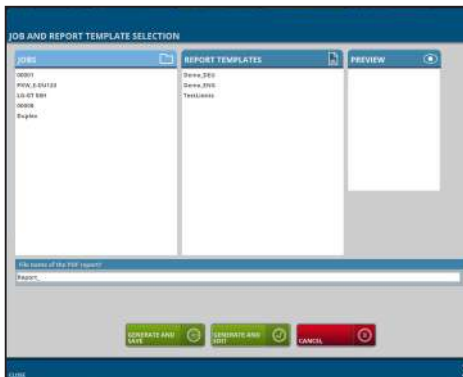 JOB AND REPORT TEMPLATE SELECTION
JOBS
REPORT TEMPLATES
PREVIEW
00001
Demo_DEU
Demo_ENG
00008
Duplex
File name of the PDF report?
Report_
GENERATE AND SAVE
GENERATE AND EDIT
CANCEL
CLOSE